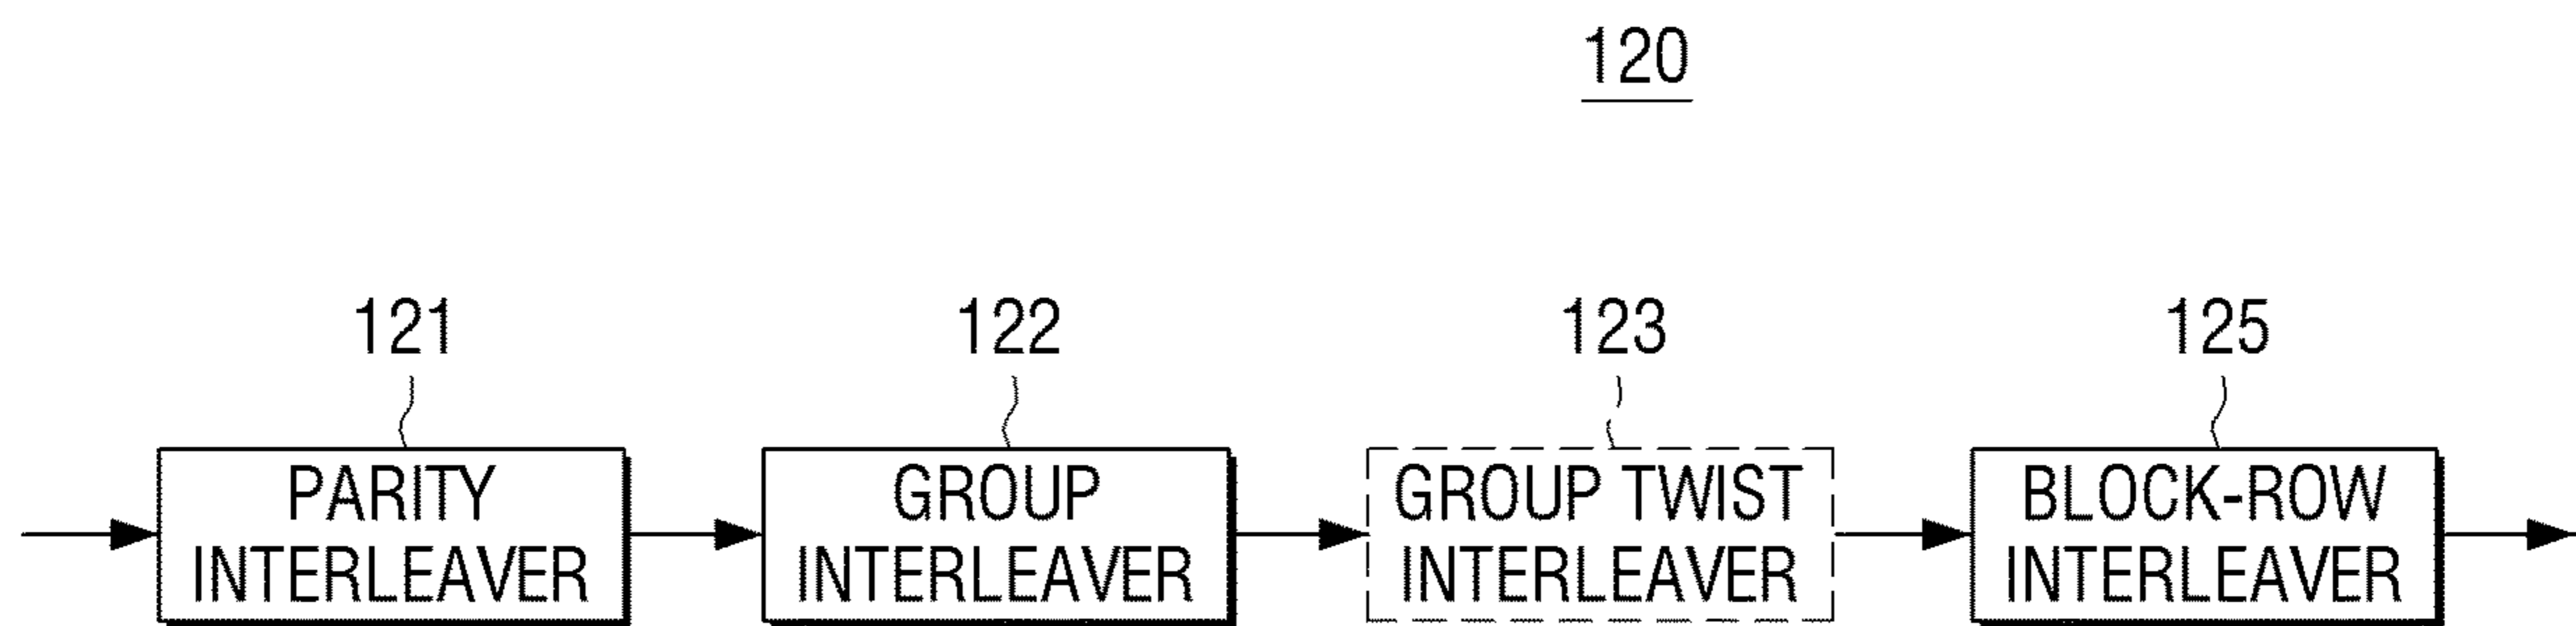 120
121
122
123
125
PARITY
INTERLEAVER
GROUP
INTERLEAVER
GROUP TWIST
INTERLEAVER
BLOCK-ROW
INTERLEAVER